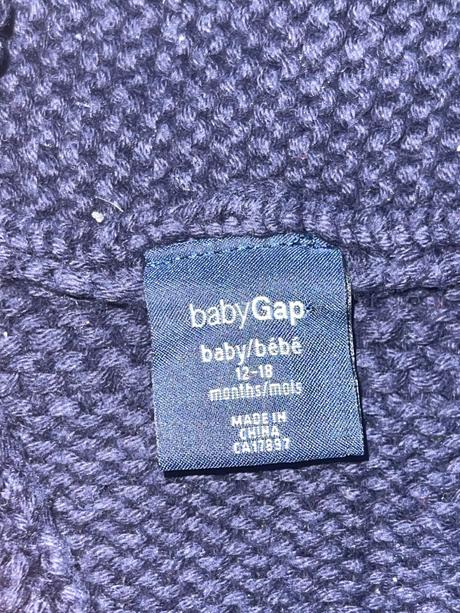 babyGap
baby/bébé
12-18
months/mois
MADE IN
CHINA
CA17897